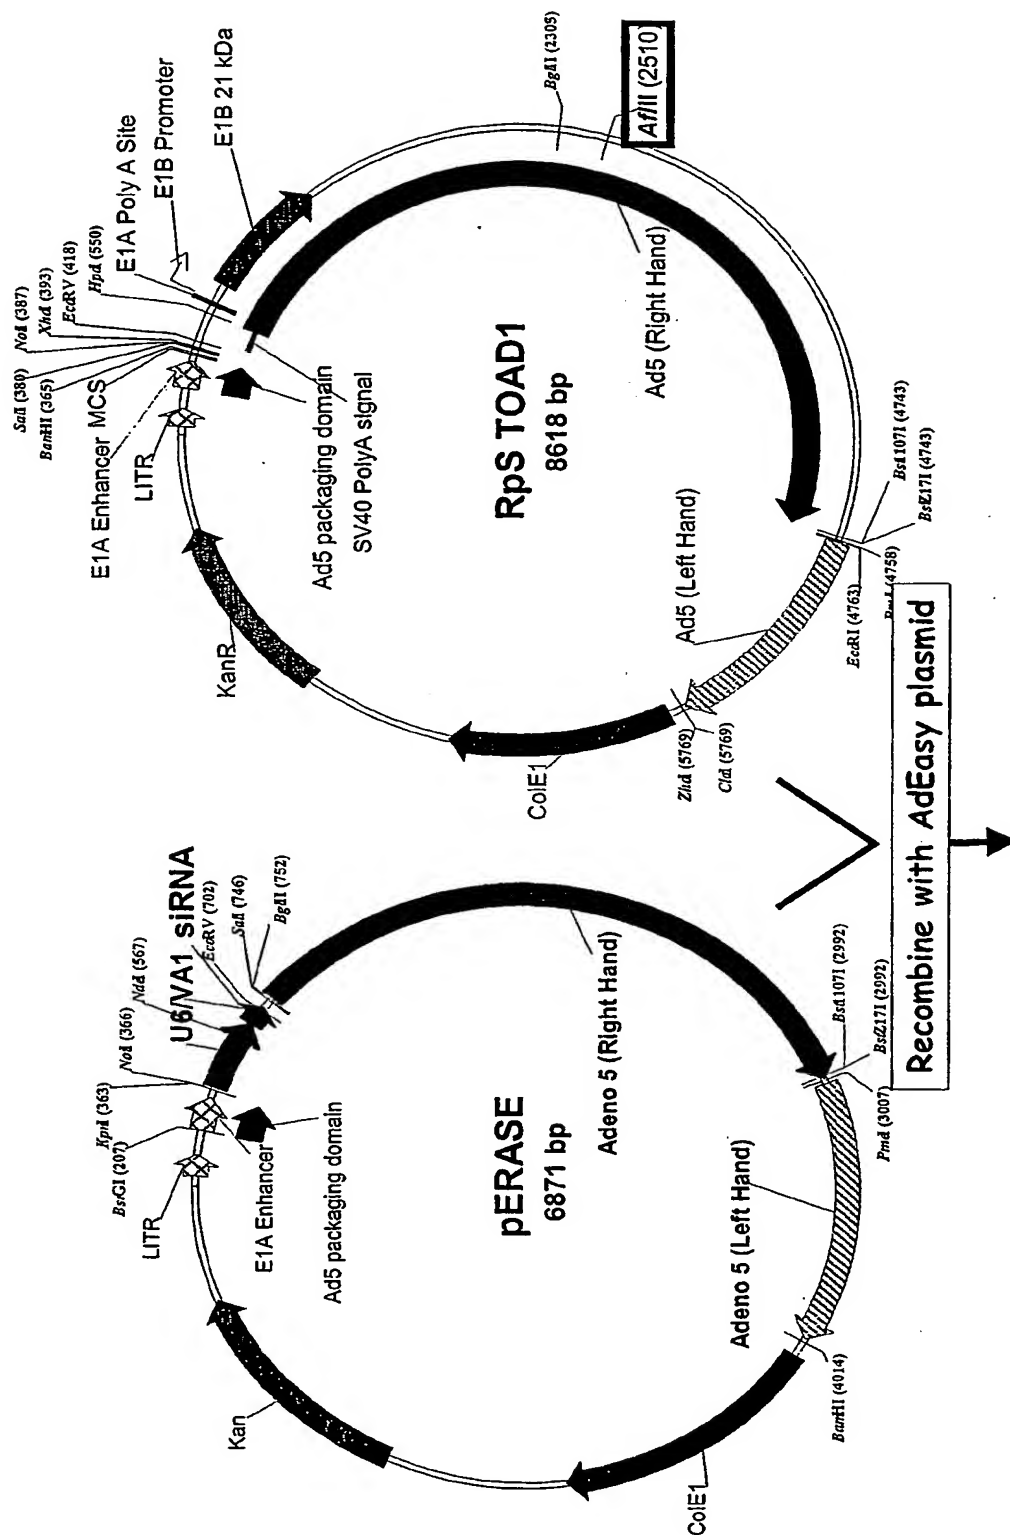 BsrGI (207)
KpnI (363)
NotI (366)
NdeI (567)
U6/VA1 siRNA
EcoRV (702)
SalI (746)
BglII (752)
LITR
E1A Enhancer
Ad5 packaging domain
Kan
pERASE
6871 bp
Adeno 5 (Right Hand)
Adeno 5 (Left Hand)
Bst1107I (2992)
BstZ17I (2992)
PmeI (3007)
BamHI (4014)
ColE1
SalI (380)
BamHI (365)
NotI (387)
XhoI (393)
EcoRV (418)
HpaI (550)
E1A Poly A Site
E1B Promoter
E1B 21 kDa
E1A Enhancer MCS
LITR
Ad5 packaging domain
SV40 PolyA signal
KanR
RpS TOAD1
8618 bp
BglII (2305)
AflII (2510)
Ad5 (Right Hand)
Ad5 (Left Hand)
Bst1107I (4743)
BstZ17I (4743)
(4758)
EcoRI (4763)
(5769)
ClaI (5769)
ColE1
Recombine with AdEasy plasmid